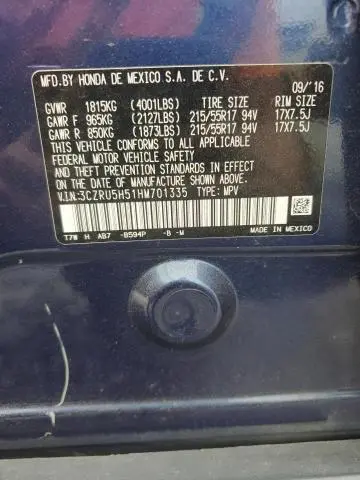 MFD.BY HONDA DE MEXICO S.A. DE C.V.
09/'16
GVWR 1815KG (4001LBS) RIM SIZE
GAWR F 965KG (2127LBS) 215/55R17 94V 17X7.5J
GAWR R 850KG (1873LBS) 215/55R17 94V 17X7.5J
THIS VEHICLE CONFORMS TO ALL APPLICABLE
FEDERAL MOTOR VEHICLE SAFETY
AND THEFT PREVENTION STANDARDS IN EFFECT
ON THE DATE OF MANUFACTURE SHOWN ABOVE.
V.I.N.:3CZRU5H51HM701335 TYPE: MPV
T7W H AB7 -B594P -B -M
MADE IN MEXICO